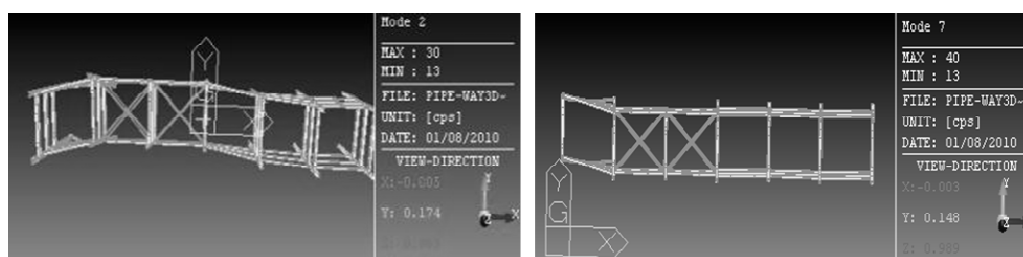 Mode 2
MAX : 30
MIN : 13
FILE: PIPE-WAY3D~
UNIT: [cps]
DATE: 01/08/2010
VIEW-DIRECTION
X:-0.005
Y: 0.174
Y
X
Z
Y
G
X
Mode 7
MAX : 40
MIN : 13
FILE: PIPE-WAY3D~
UNIT: [cps]
DATE: 01/08/2010
VIEW-DIRECTION
X:-0.003
Y: 0.148
Z: 0.989
Y
X
Z
Y
G
X